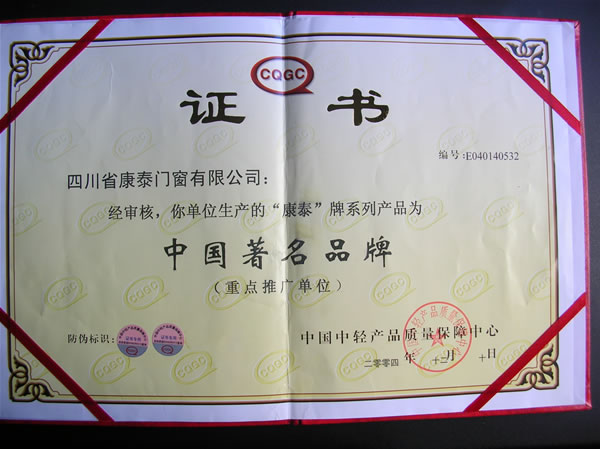 CQGC
证书
编号:E040140532
四川省康泰门窗有限公司:
经审核,你单位生产的“康泰”牌系列产品为
中国著名品牌
(重点推广单位)
防伪标识:
中国中轻产品质量保障中心
二零零四年十二月十日